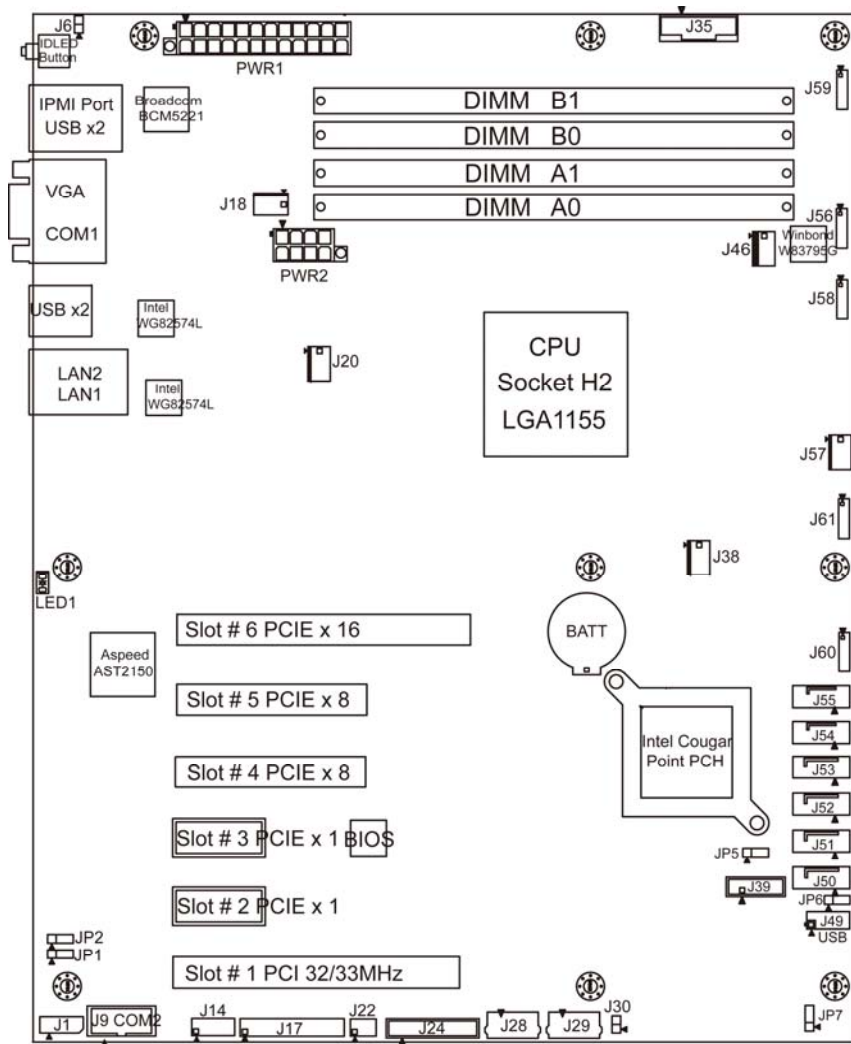 J6
IDLED
Button
PWR1
J35
IPMI Port
USB x2
Broadcom
BCM5221
DIMM B1
DIMM B0
DIMM A1
DIMM A0
J59
VGA
COM1
J18
PWR2
J56
J46
Winbond
W83795G
J58
USB x2
Intel
WG82574L
LAN2
LAN1
Intel
WG82574L
J20
CPU
Socket H2
LGA1155
J57
J61
J38
LED1
Slot # 6 PCIE x 16
BATT
Aspeed
AST2150
J60
Slot # 5 PCIE x 8
J55
Intel Cougar
Point PCH
J54
Slot # 4 PCIE x 8
J53
J52
Slot # 3 PCIE x 1
BIOS
J51
JP5
J50
J39
JP6
Slot # 2 PCIE x 1
J49
USB
JP2
JP1
Slot # 1 PCI 32/33MHz
J1
J9 COM2
J14
J17
J22
J24
J28
J29
J30
JP7